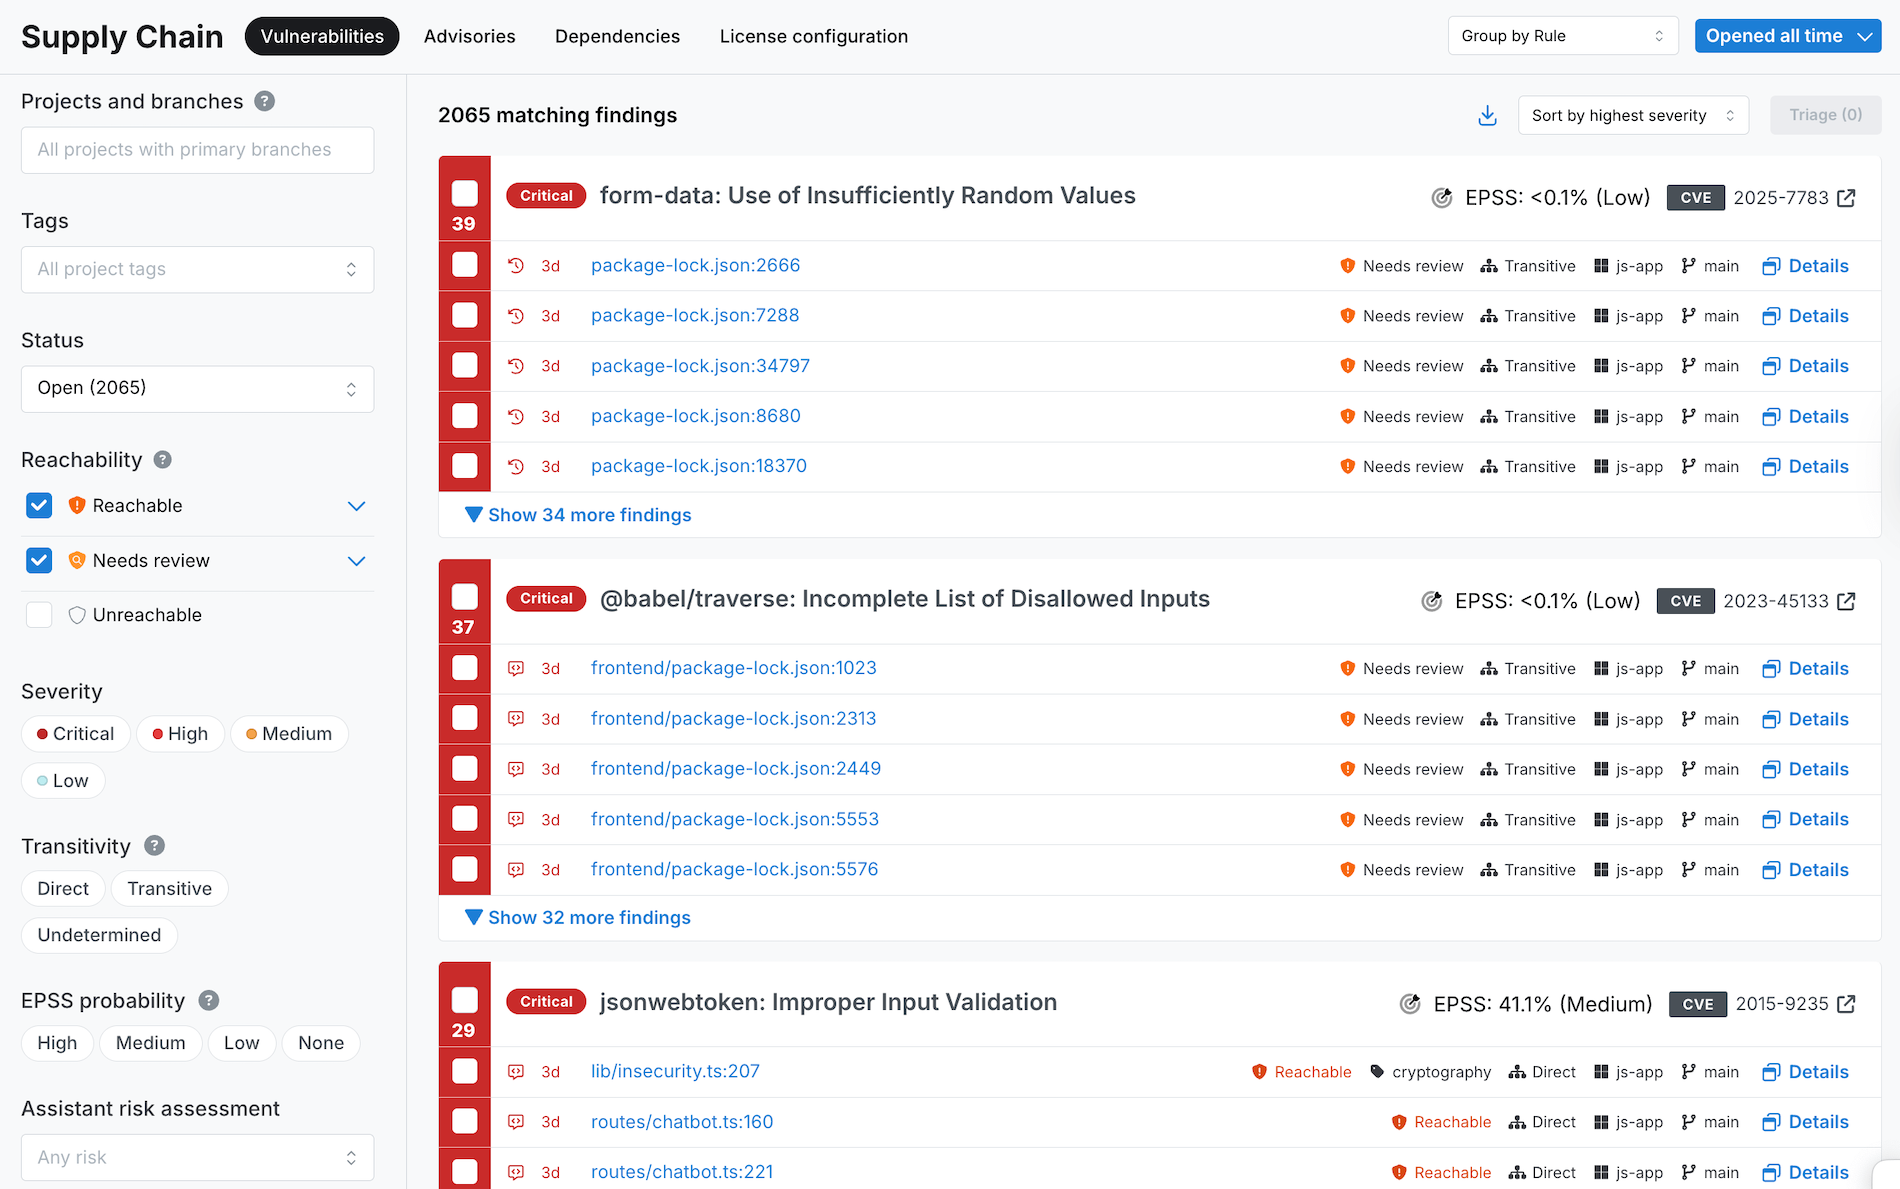 Supply Chain Vulnerabilities Advisories Dependencies License configuration Group by Rule Opened all time
Projects and branches ?
All projects with primary branches
Tags
All project tags
Status
Open (2065)
Reachability ?
Reachable
Needs review
Unreachable
Severity
Critical High Medium
Low
Transitivity ?
Direct Transitive
Undetermined
EPSS probability ?
High Medium Low None
Assistant risk assessment
Any risk
2065 matching findings Sort by highest severity Triage (0)
39 Critical form-data: Use of Insufficiently Random Values EPSS: <0.1% (Low) CVE 2025-7783
3d package-lock.json:2666 Needs review Transitive js-app main Details
3d package-lock.json:7288 Needs review Transitive js-app main Details
3d package-lock.json:34797 Needs review Transitive js-app main Details
3d package-lock.json:8680 Needs review Transitive js-app main Details
3d package-lock.json:18370 Needs review Transitive js-app main Details
Show 34 more findings
37 Critical @babel/traverse: Incomplete List of Disallowed Inputs EPSS: <0.1% (Low) CVE 2023-45133
3d frontend/package-lock.json:1023 Needs review Transitive js-app main Details
3d frontend/package-lock.json:2313 Needs review Transitive js-app main Details
3d frontend/package-lock.json:2449 Needs review Transitive js-app main Details
3d frontend/package-lock.json:5553 Needs review Transitive js-app main Details
3d frontend/package-lock.json:5576 Needs review Transitive js-app main Details
Show 32 more findings
29 Critical jsonwebtoken: Improper Input Validation EPSS: 41.1% (Medium) CVE 2015-9235
3d lib/insecurity.ts:207 Reachable cryptography Direct js-app main Details
3d routes/chatbot.ts:160 Reachable Direct js-app main Details
3d routes/chatbot.ts:221 Reachable Direct js-app main Details